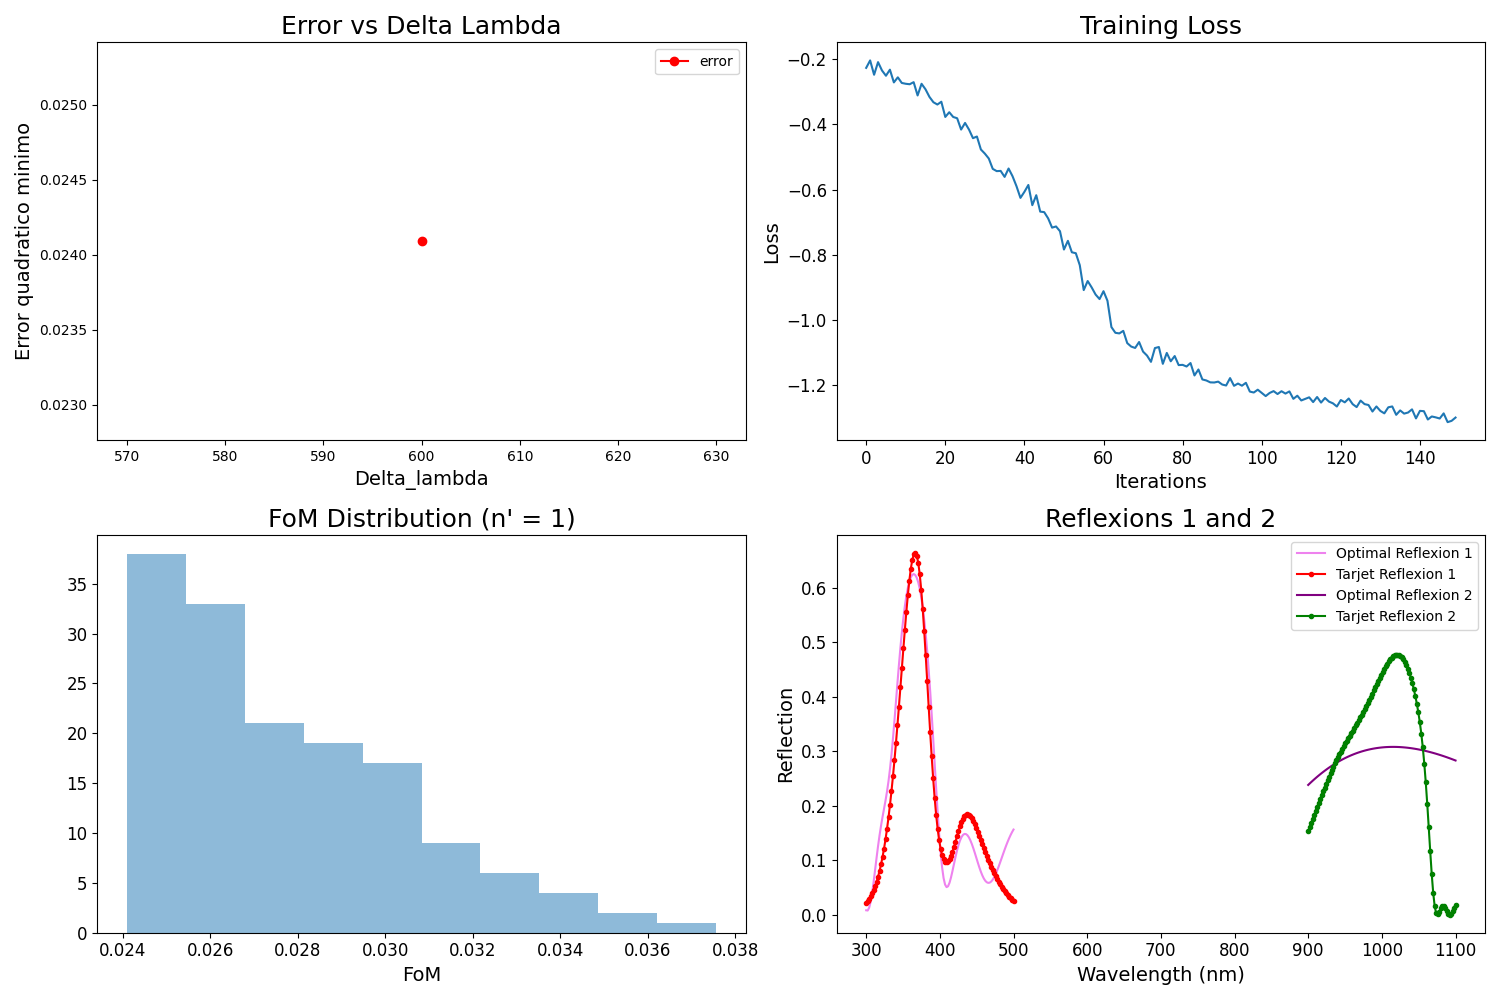 Error vs Delta Lambda
error
0.0250
0.0245
0.0240
0.0235
0.0230
Error quadratico minimo
570 580 590 600 610 620 630
Delta_lambda
Training Loss
−0.2
−0.4
−0.6
−0.8
−1.0
−1.2
Loss
0 20 40 60 80 100 120 140
Iterations
FoM Distribution (n' = 1)
35
30
25
20
15
10
5
0
0.024 0.026 0.028 0.030 0.032 0.034 0.036 0.038
FoM
Reflexions 1 and 2
Optimal Reflexion 1
Tarjet Reflexion 1
Optimal Reflexion 2
Tarjet Reflexion 2
0.6
0.5
0.4
0.3
0.2
0.1
0.0
Reflection
300 400 500 600 700 800 900 1000 1100
Wavelength (nm)